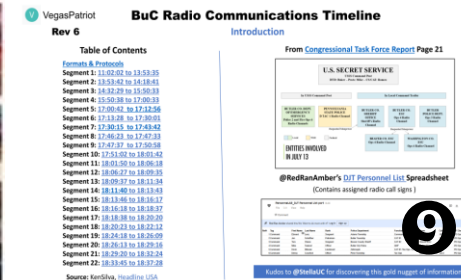 VegasPatriot
BuC Radio Communications Timeline
Rev 6
Introduction
Table of Contents
Formats & Protocols
Segment 1: 11:02:02 to 13:53:35
Segment 2: 13:53:42 to 14:18:41
Segment 3: 14:32:29 to 15:50:33
Segment 4: 15:50:38 to 17:00:33
Segment 5: 17:00:42 to 17:12:56
Segment 6: 17:13:28 to 17:30:01
Segment 7: 17:30:15 to 17:43:42
Segment 8: 17:46:23 to 17:47:33
Segment 9: 17:47:37 to 17:50:58
Segment 10: 17:51:02 to 18:01:42
Segment 11: 18:01:50 to 18:06:18
Segment 12: 18:06:27 to 18:09:35
Segment 13: 18:09:37 to 18:11:34
Segment 14: 18:11:40 to 18:13:43
Segment 15: 18:13:46 to 18:16:17
Segment 16: 18:16:18 to 18:18:37
Segment 17: 18:18:38 to 18:20:20
Segment 18: 18:20:23 to 18:22:12
Segment 19: 18:24:18 to 18:26:09
Segment 20: 18:26:13 to 18:29:16
Segment 21: 18:29:20 to 18:32:24
Segment 22: 18:33:45 to 18:37:28
Source: KenSilva, Headline USA
From Congressional Task Force Report Page 21
U.S. SECRET SERVICE
ENTITIES INVOLVED
IN JULY 13
@RedRanAmber's DJT Personnel List Spreadsheet
(Contains assigned radio call signs )
9
Kudos to @StelloUC for discovering this gold nugget of information